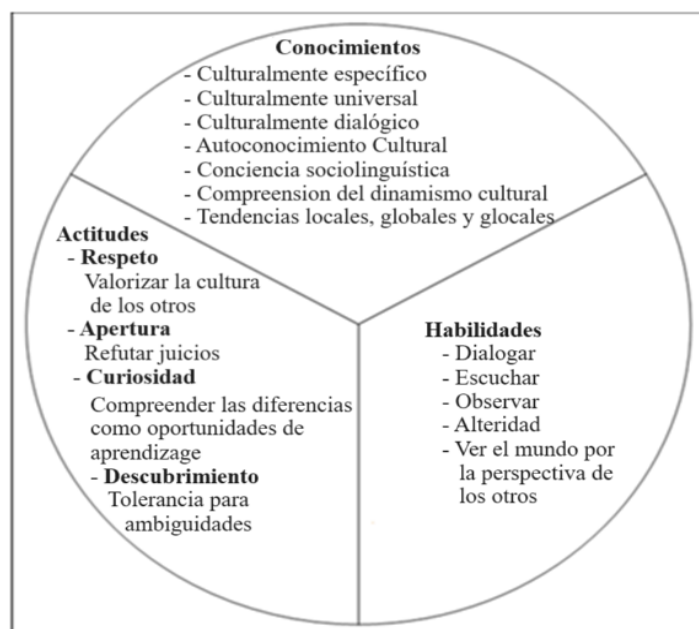 Conocimientos
- Culturalmente específico
- Culturalmente universal
- Culturalmente dialógico
- Autoconocimiento Cultural
- Conciencia sociolinguística
- Compreension del dinamismo cultural
- Tendencias locales, globales y glocales
Actitudes
- Respeto
Valorizar la cultura
de los otros
- Apertura
Refutar juicios
- Curiosidad
Compreender las diferencias
como oportunidades de
aprendizage
- Descubrimiento
Tolerancia para
ambiguidades
Habilidades
- Dialogar
- Escuchar
- Observar
- Alteridad
- Ver el mundo por
la perspectiva de
los otros